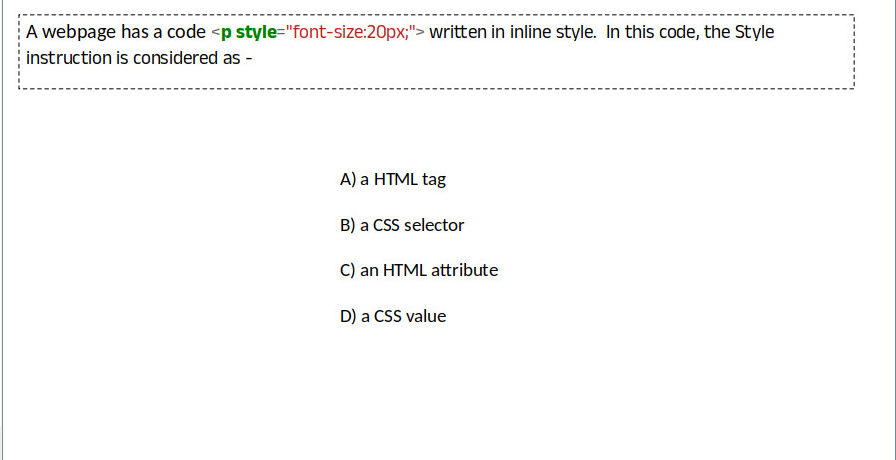 A webpage has a code <p style="font-size:20px;"> written in inline style.  In this code, the Style
instruction is considered as -
A) a HTML tag
B) a CSS selector
C) an HTML attribute
D) a CSS value